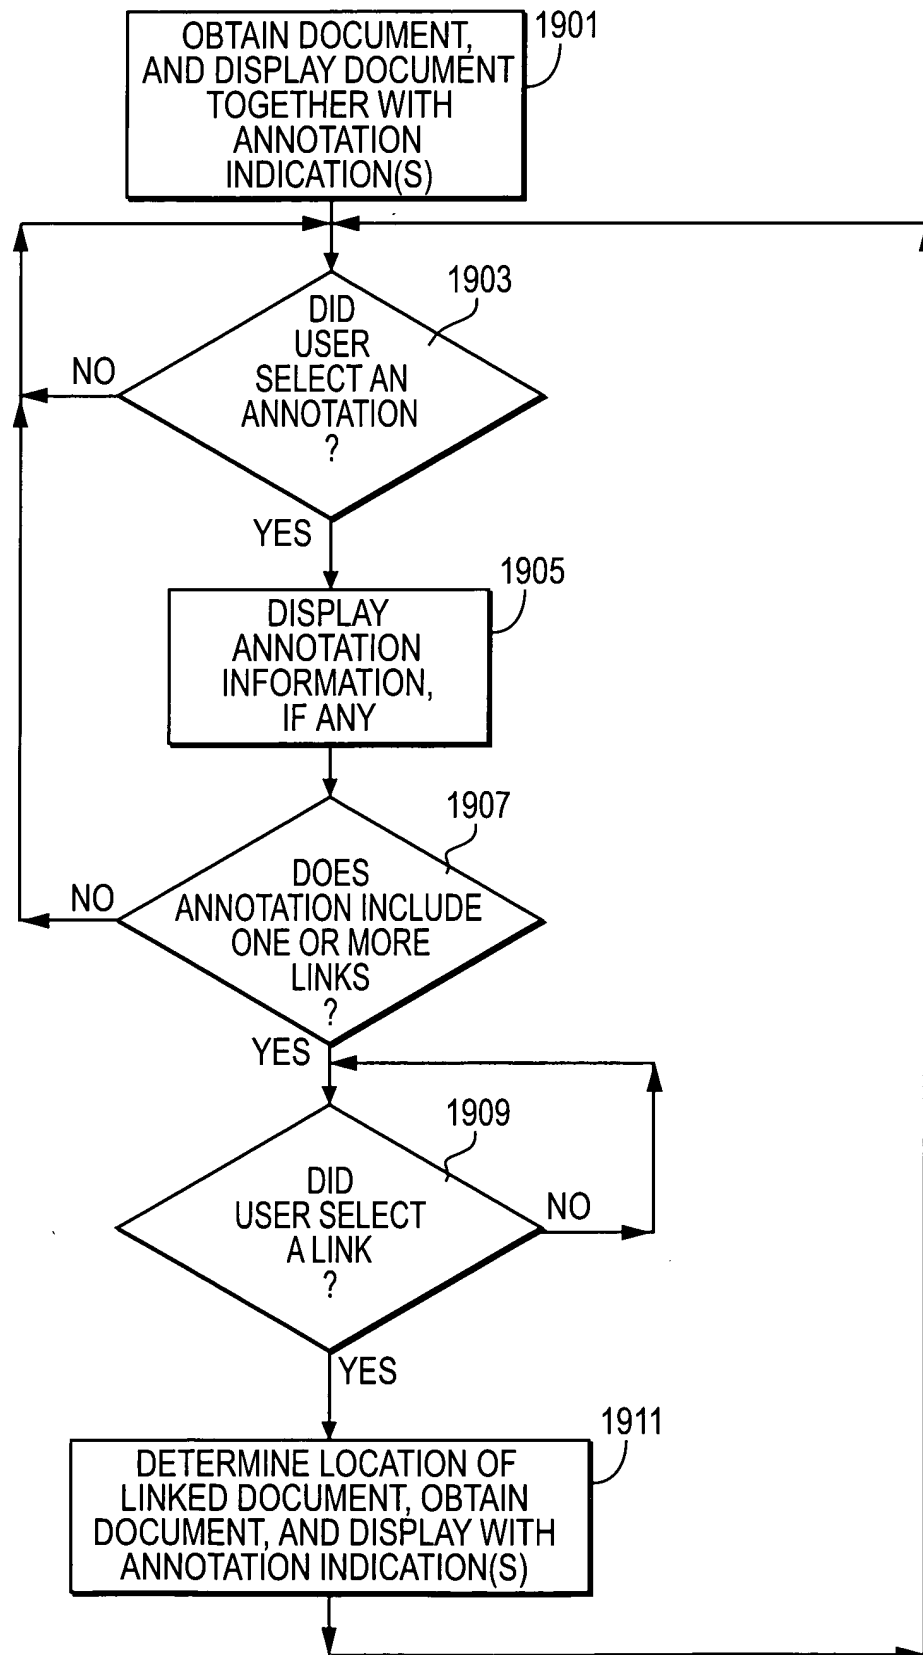 OBTAIN DOCUMENT,
AND DISPLAY DOCUMENT
TOGETHER WITH
ANNOTATION
INDICATION(S)
1901
DID
USER
SELECT AN
ANNOTATION
?
1903
NO
YES
DISPLAY
ANNOTATION
INFORMATION,
IF ANY
1905
DOES
ANNOTATION INCLUDE
ONE OR MORE
LINKS
?
1907
NO
YES
DID
USER SELECT
A LINK
?
1909
NO
YES
DETERMINE LOCATION OF
LINKED DOCUMENT, OBTAIN
DOCUMENT, AND DISPLAY WITH
ANNOTATION INDICATION(S)
1911